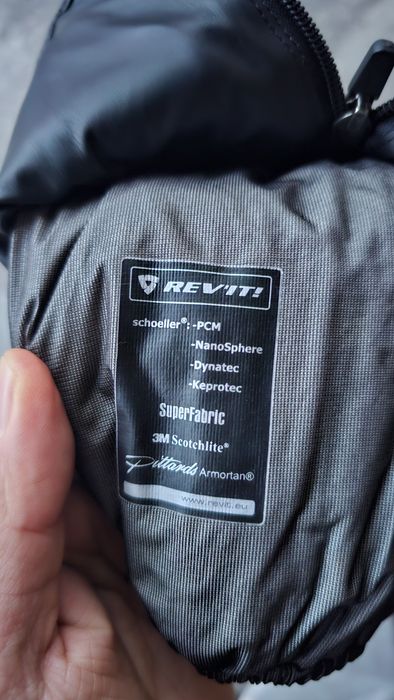 REV'IT!
schoeller®: -PCM
-NanoSphere
-Dynatec
-Keprotec
SuperFabric
3M Scotchlite®
Pittards Armortan®
www.revit.eu